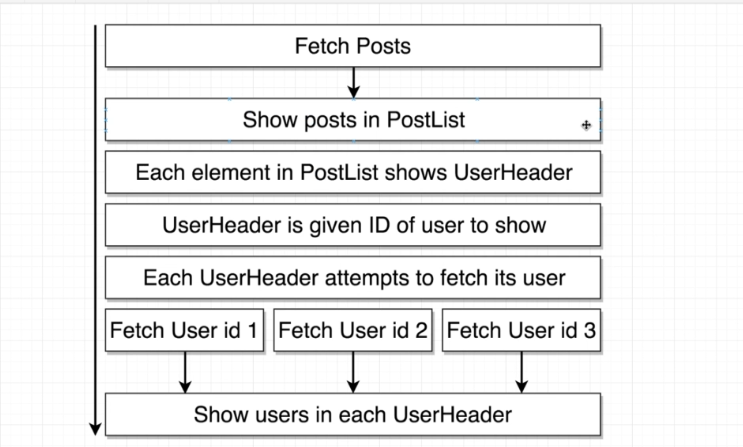 Fetch Posts
Show posts in PostList
Each element in PostList shows UserHeader
UserHeader is given ID of user to show
Each UserHeader attempts to fetch its user
Fetch User id 1
Fetch User id 2
Fetch User id 3
Show users in each UserHeader